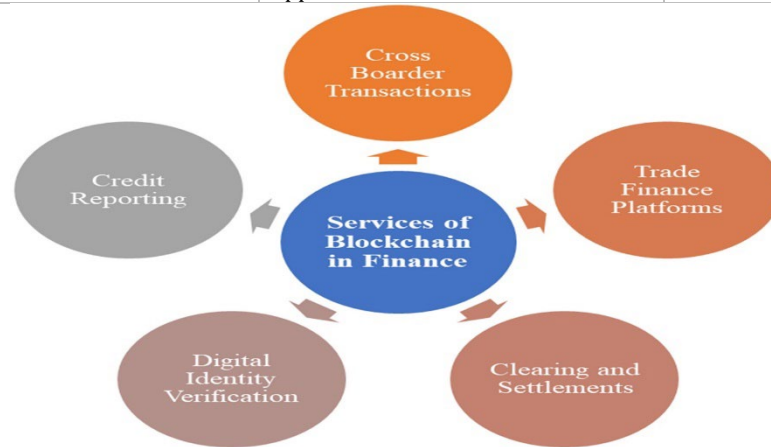 Cross
Boarder
Transactions
Credit
Reporting
Trade
Finance
Platforms
Services of
Blockchain
in Finance
Digital
Identity
Verification
Clearing and
Settlements